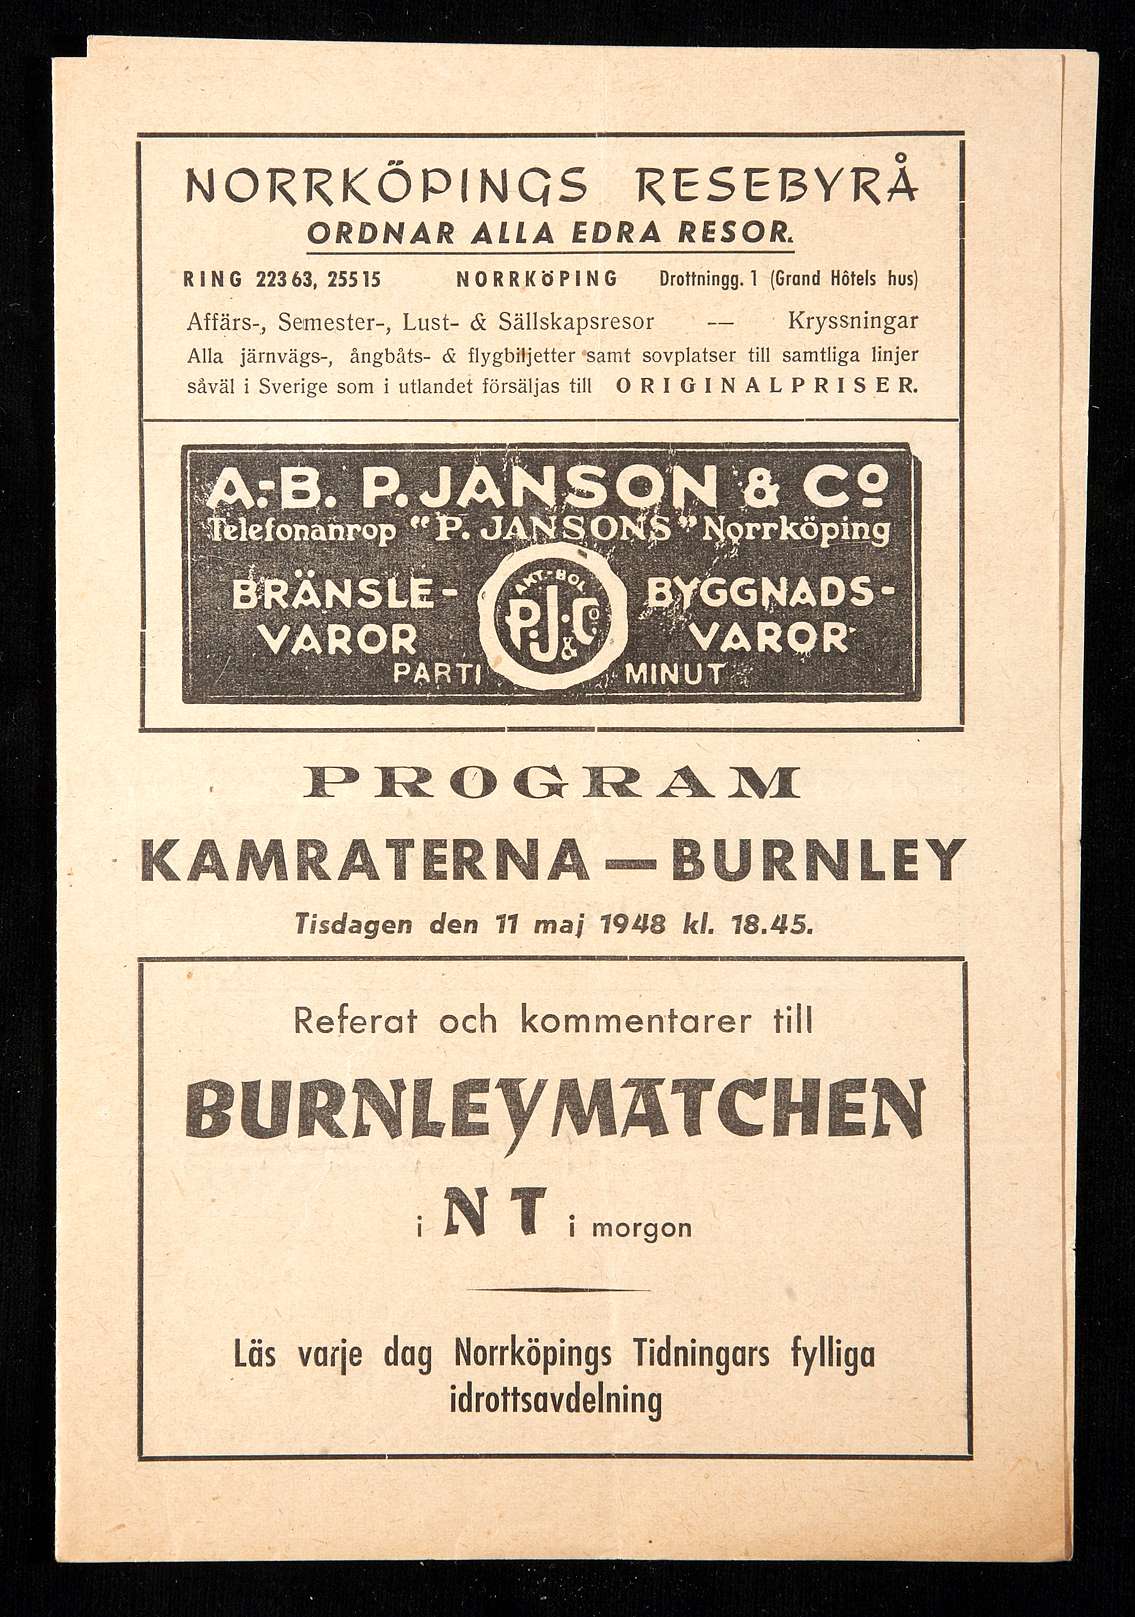 NORRKÖPINGS RESEBYRÅ
ORDNAR ALLA EDRA RESOR.
RING 223 63, 255 15 NORRKÖPING Drottningg. 1 (Grand Hôtels hus)
Affärs-, Semester-, Lust- & Sällskapsresor — Kryssningar
Alla järnvägs-, ångbåts- & flygbiljetter samt sovplatser till samtliga linjer
såväl i Sverige som i utlandet försäljas till ORIGINALPRISER.
A.-B. P. JANSON & Co
Telefonanrop "P. JANSONS" Norrköping
BRÄNSLE-
VAROR
PARTI
AKT-BOL
P.J. & Co.
BYGGNADS-
VAROR
MINUT
PROGRAM
KAMRATERNA — BURNLEY
Tisdagen den 11 maj 1948 kl. 18.45.
Referat och kommentarer till
BURNLEYMATCHEN
i NT i morgon
Läs varje dag Norrköpings Tidningars fylliga
idrottsavdelning